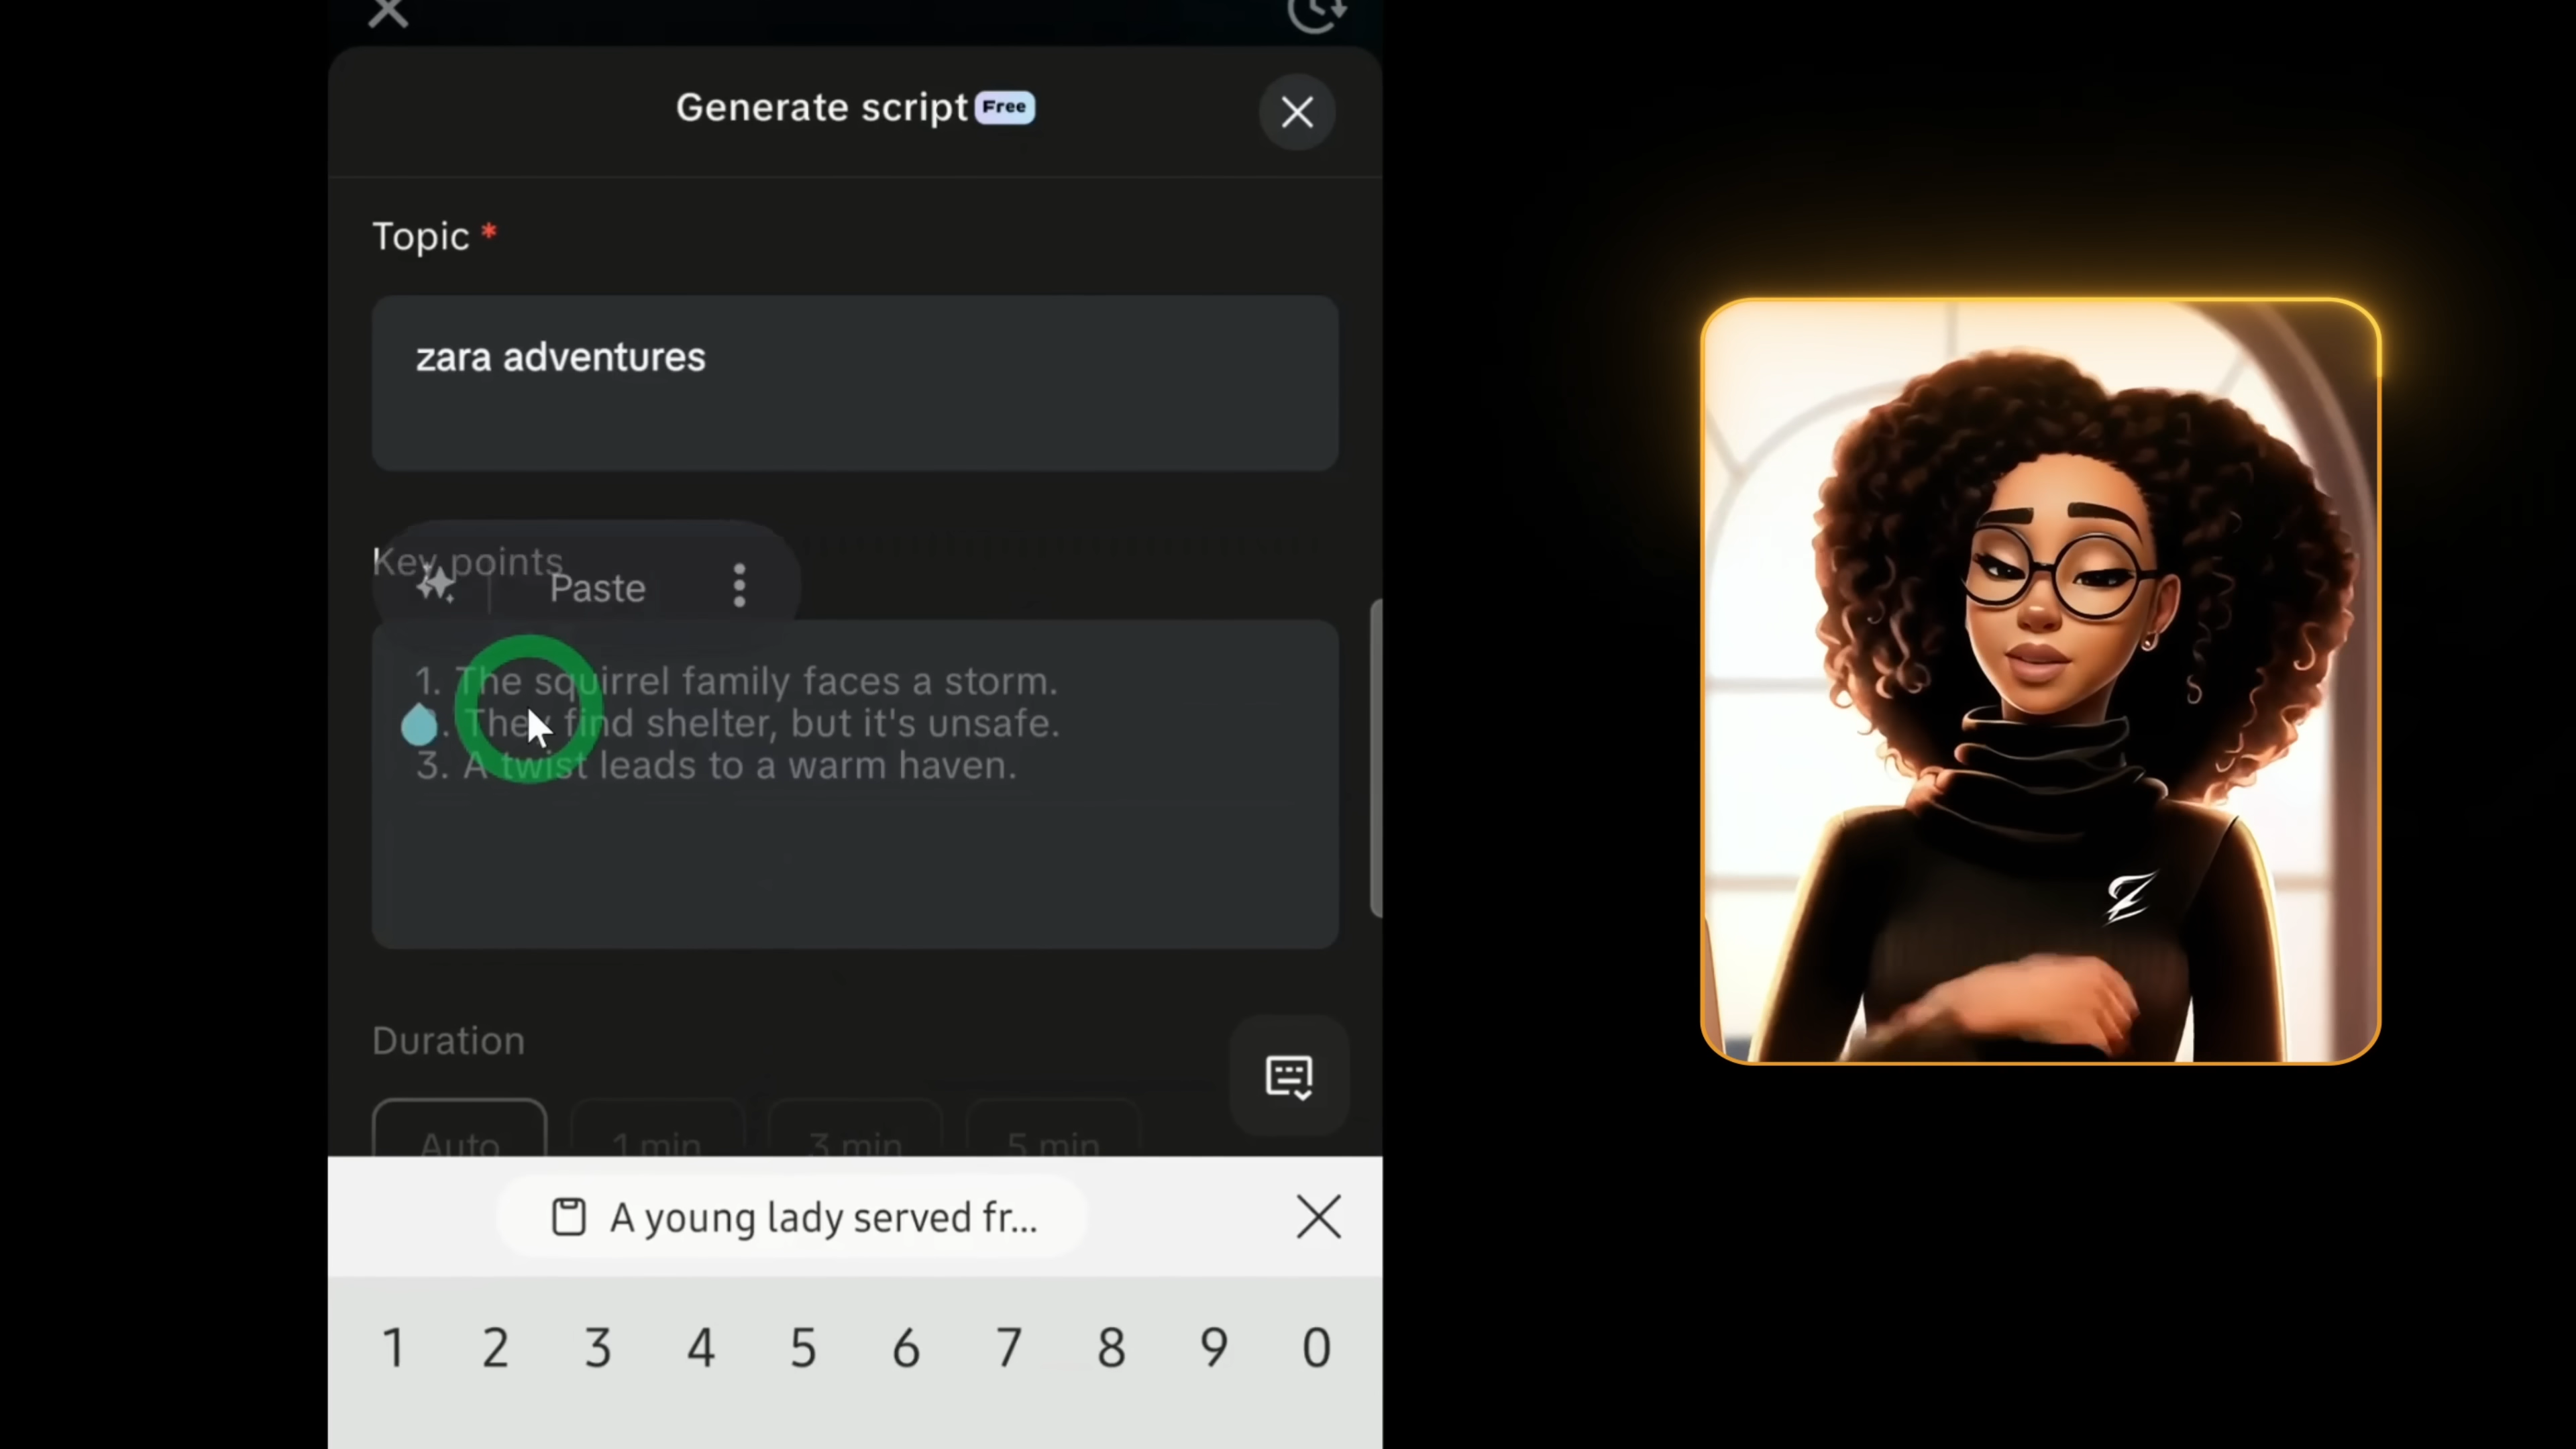 Generate script Free
Topic *
zara adventures
Key points
Paste
1. The squirrel family faces a storm.
2. They find shelter, but it's unsafe.
3. A twist leads to a warm haven.
Duration
Auto 1 min 3 min 5 min
A young lady served fr...
1 2 3 4 5 6 7 8 9 0
Z